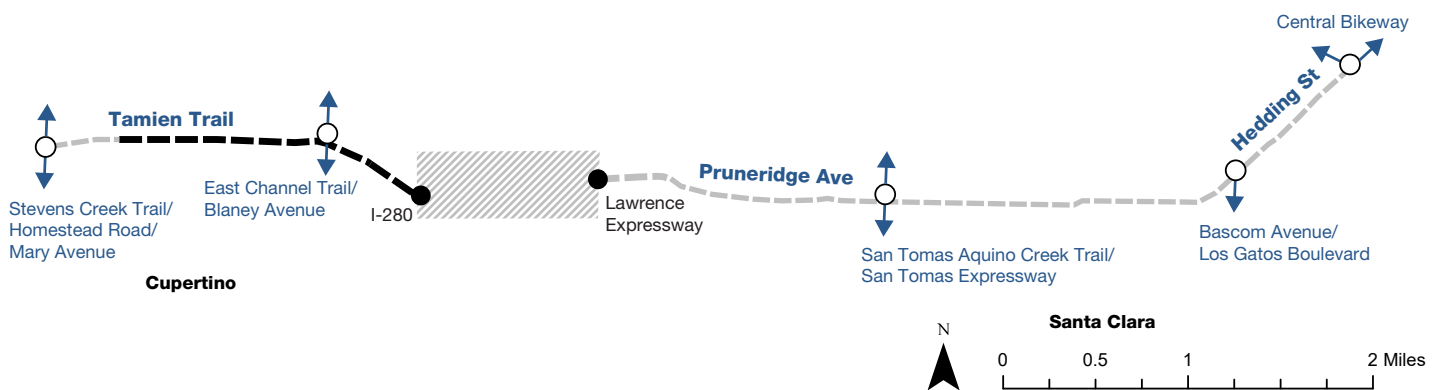 Central Bikeway
Hedding St
Tamien Trail
Pruneridge Ave
East Channel Trail/
Blaney Avenue
I-280
Lawrence
Expressway
Stevens Creek Trail/
Homestead Road/
Mary Avenue
Bascom Avenue/
Los Gatos Boulevard
San Tomas Aquino Creek Trail/
San Tomas Expressway
Cupertino
Santa Clara
N
0 0.5 1 2 Miles